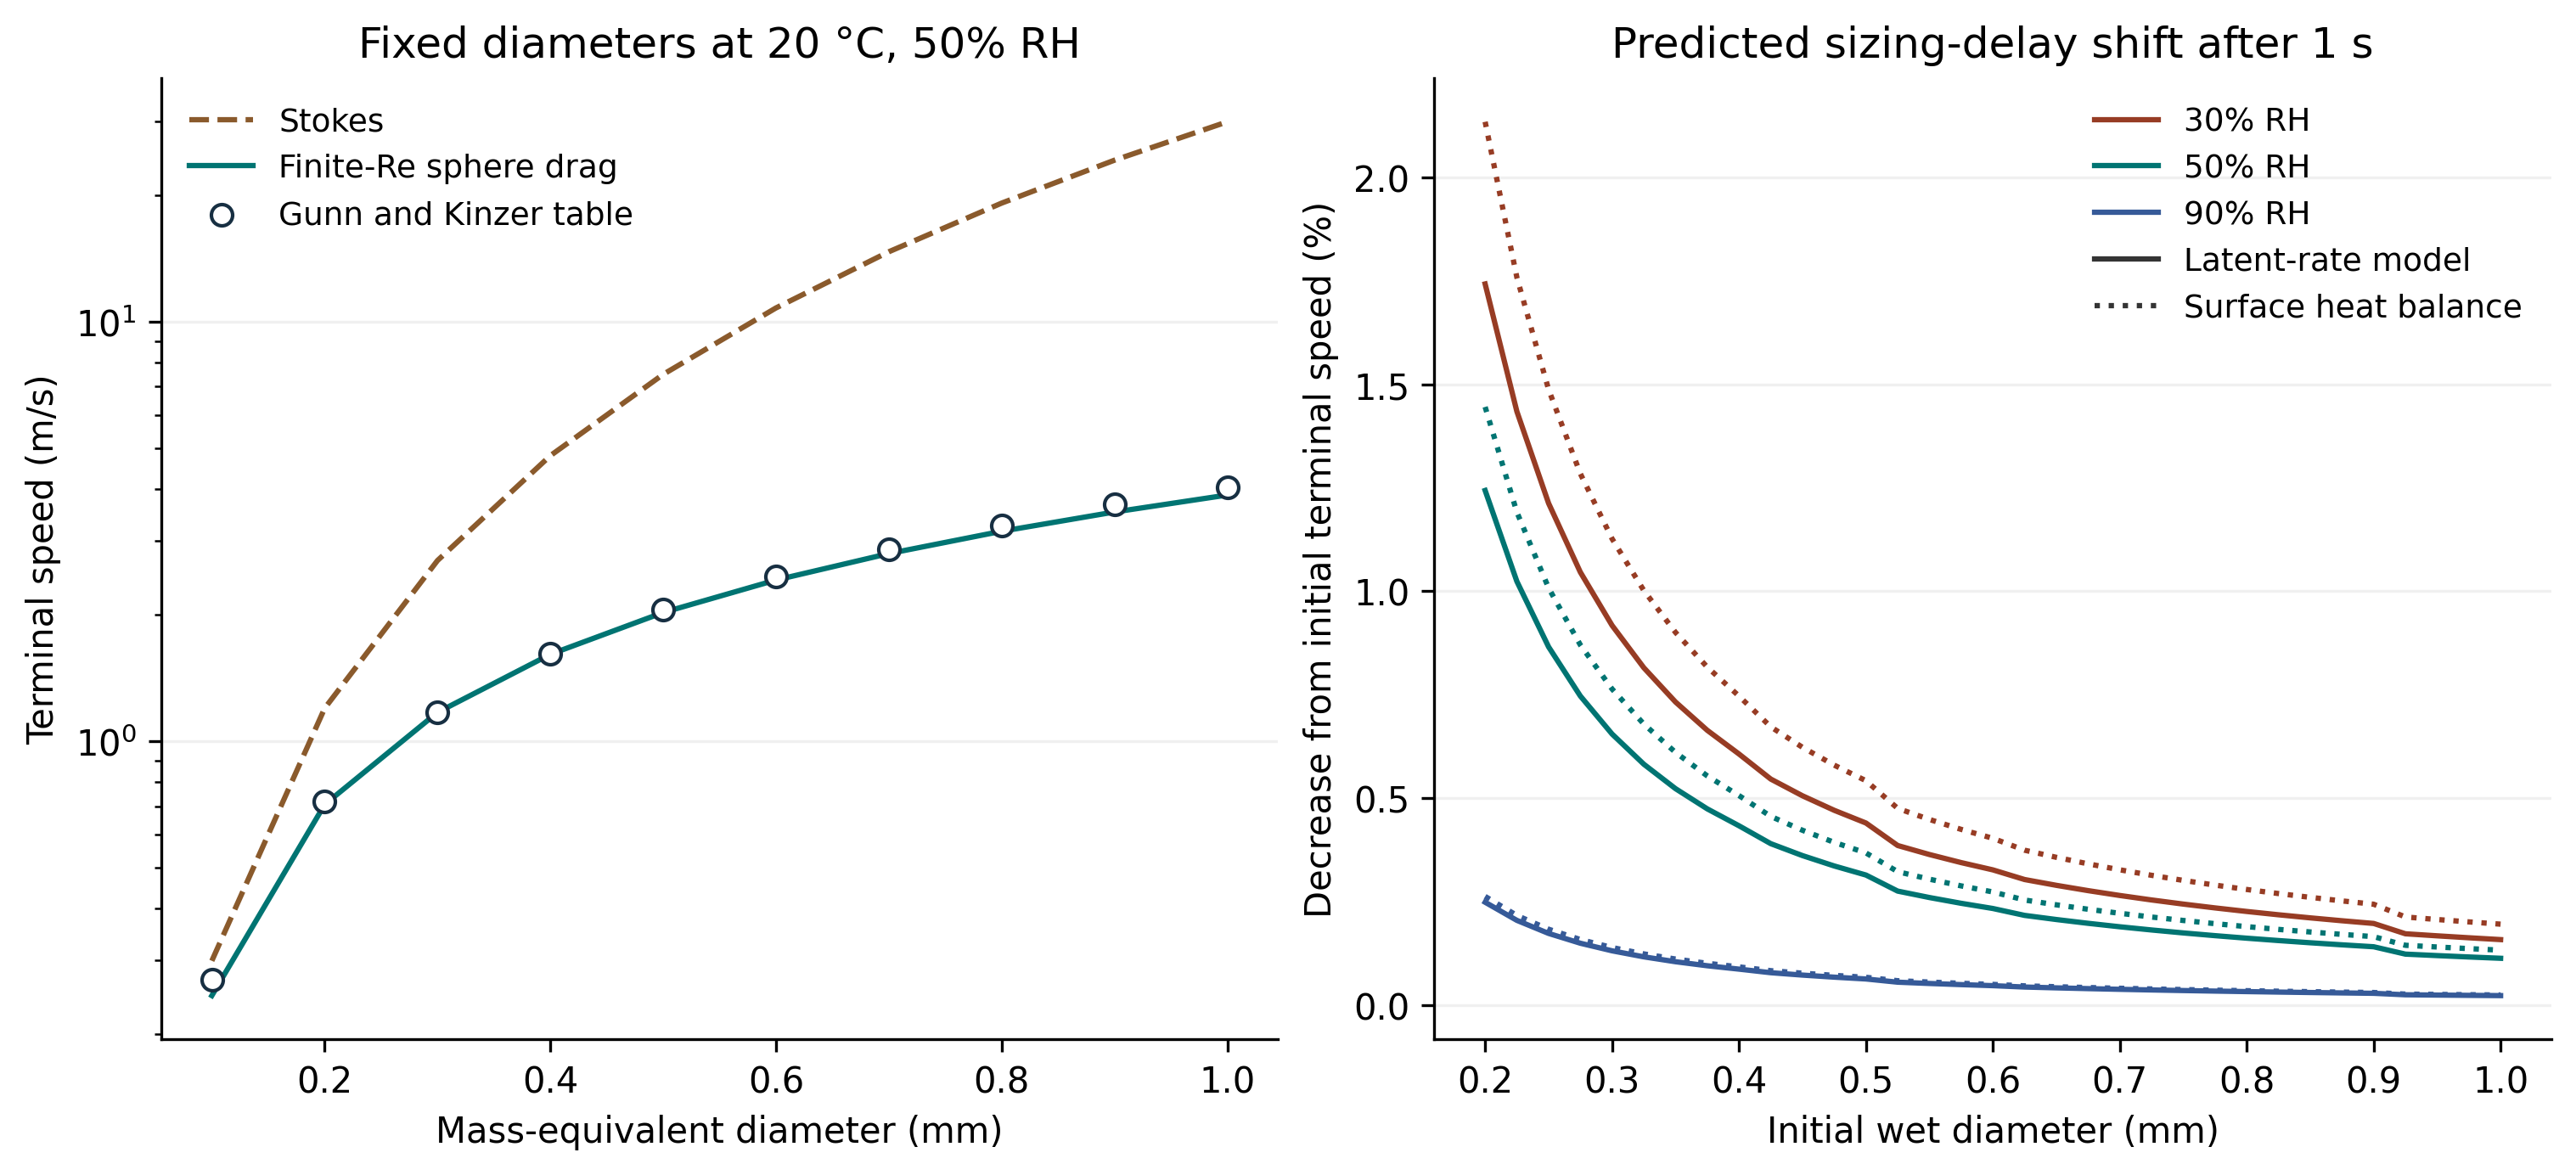 Fixed diameters at 20 °C, 50% RH
Stokes
Finite-Re sphere drag
Gunn and Kinzer table
Terminal speed (m/s)
10¹
10⁰
0.2 0.4 0.6 0.8 1.0
Mass-equivalent diameter (mm)
Predicted sizing-delay shift after 1 s
30% RH
50% RH
90% RH
Latent-rate model
Surface heat balance
Decrease from initial terminal speed (%)
2.0
1.5
1.0
0.5
0.0
0.2 0.3 0.4 0.5 0.6 0.7 0.8 0.9 1.0
Initial wet diameter (mm)